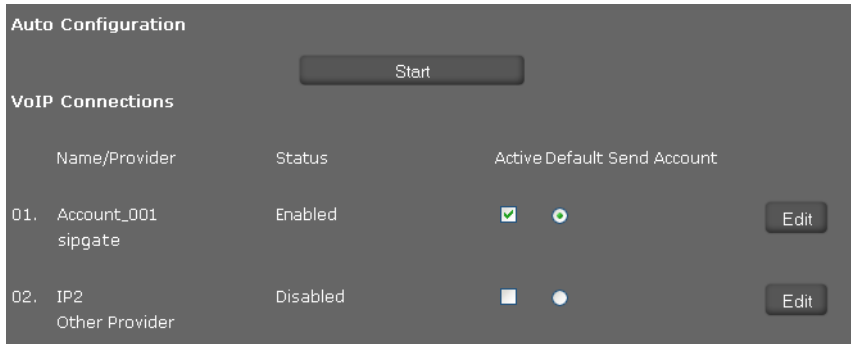 Auto Configuration
Start
VoIP Connections
Name/Provider Status Active Default Send Account
01. Account_001 Enabled Edit
sipgate
02. IP2 Disabled Edit
Other Provider